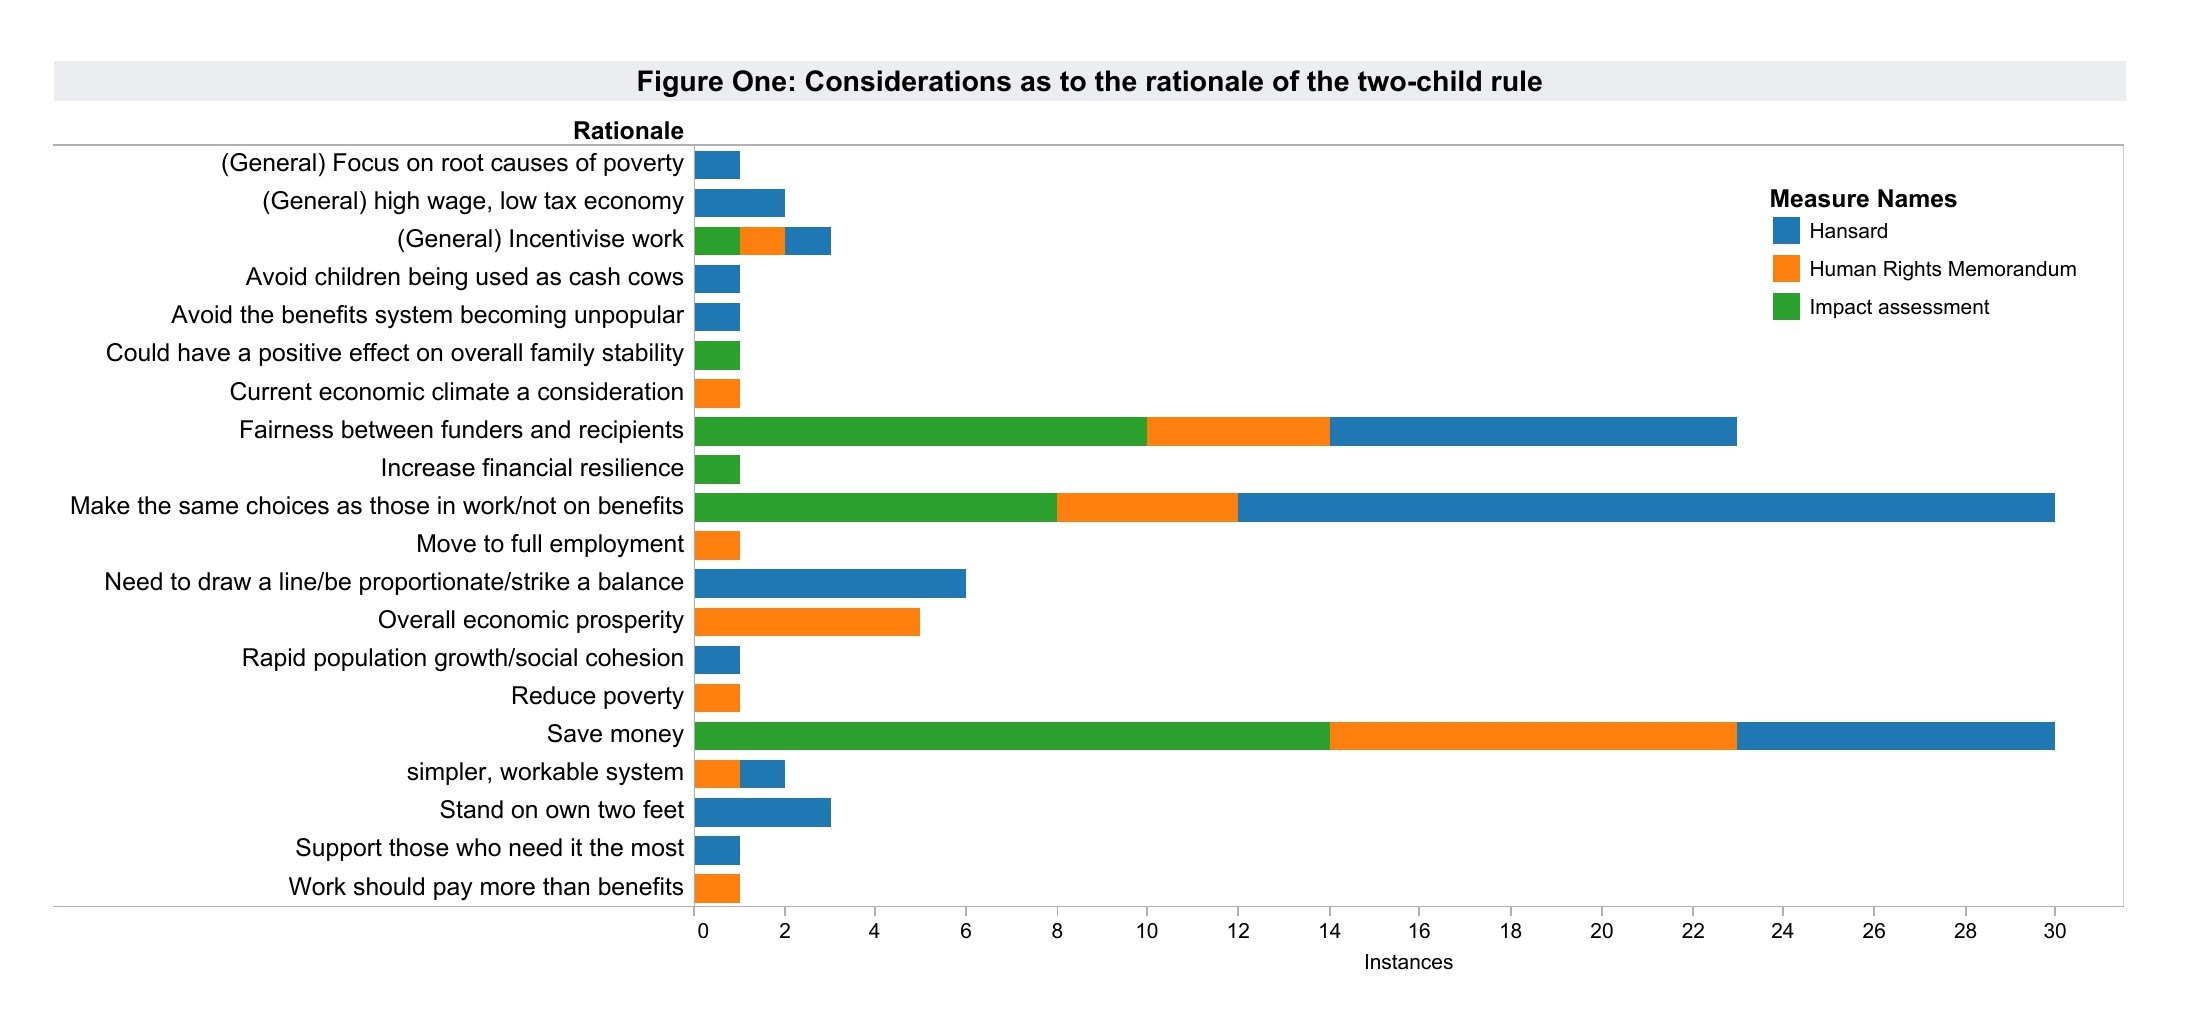 Figure One: Considerations as to the rationale of the two-child rule
Rationale
(General) Focus on root causes of poverty
(General) high wage, low tax economy
(General) Incentivise work
Avoid children being used as cash cows
Avoid the benefits system becoming unpopular
Could have a positive effect on overall family stability
Current economic climate a consideration
Fairness between funders and recipients
Increase financial resilience
Make the same choices as those in work/not on benefits
Move to full employment
Need to draw a line/be proportionate/strike a balance
Overall economic prosperity
Rapid population growth/social cohesion
Reduce poverty
Save money
simpler, workable system
Stand on own two feet
Support those who need it the most
Work should pay more than benefits
Measure Names
Hansard
Human Rights Memorandum
Impact assessment
0 2 4 6 8 10 12 14 16 18 20 22 24 26 28 30
Instances